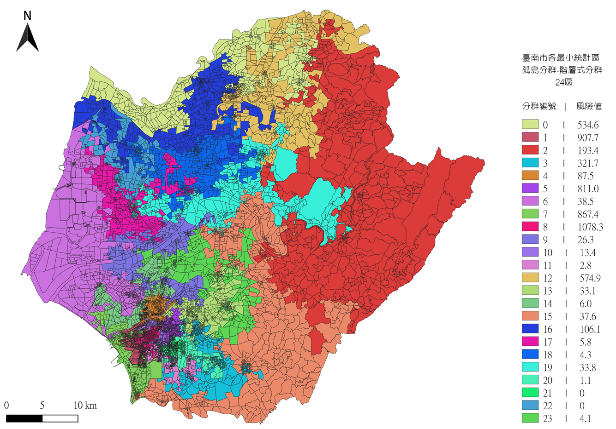 N
臺南市各最小統計區
孤島分群-階層式分群
24區
分群編號 | 風險值
0 | 534.6
1 | 907.7
2 | 193.4
3 | 321.7
4 | 87.5
5 | 811.0
6 | 38.5
7 | 867.4
8 | 1078.3
9 | 26.3
10 | 13.4
11 | 2.8
12 | 574.9
13 | 33.1
14 | 6.0
15 | 37.6
16 | 106.1
17 | 5.8
18 | 4.3
19 | 33.8
20 | 1.1
21 | 0
22 | 0
23 | 4.1
0 5 10 km